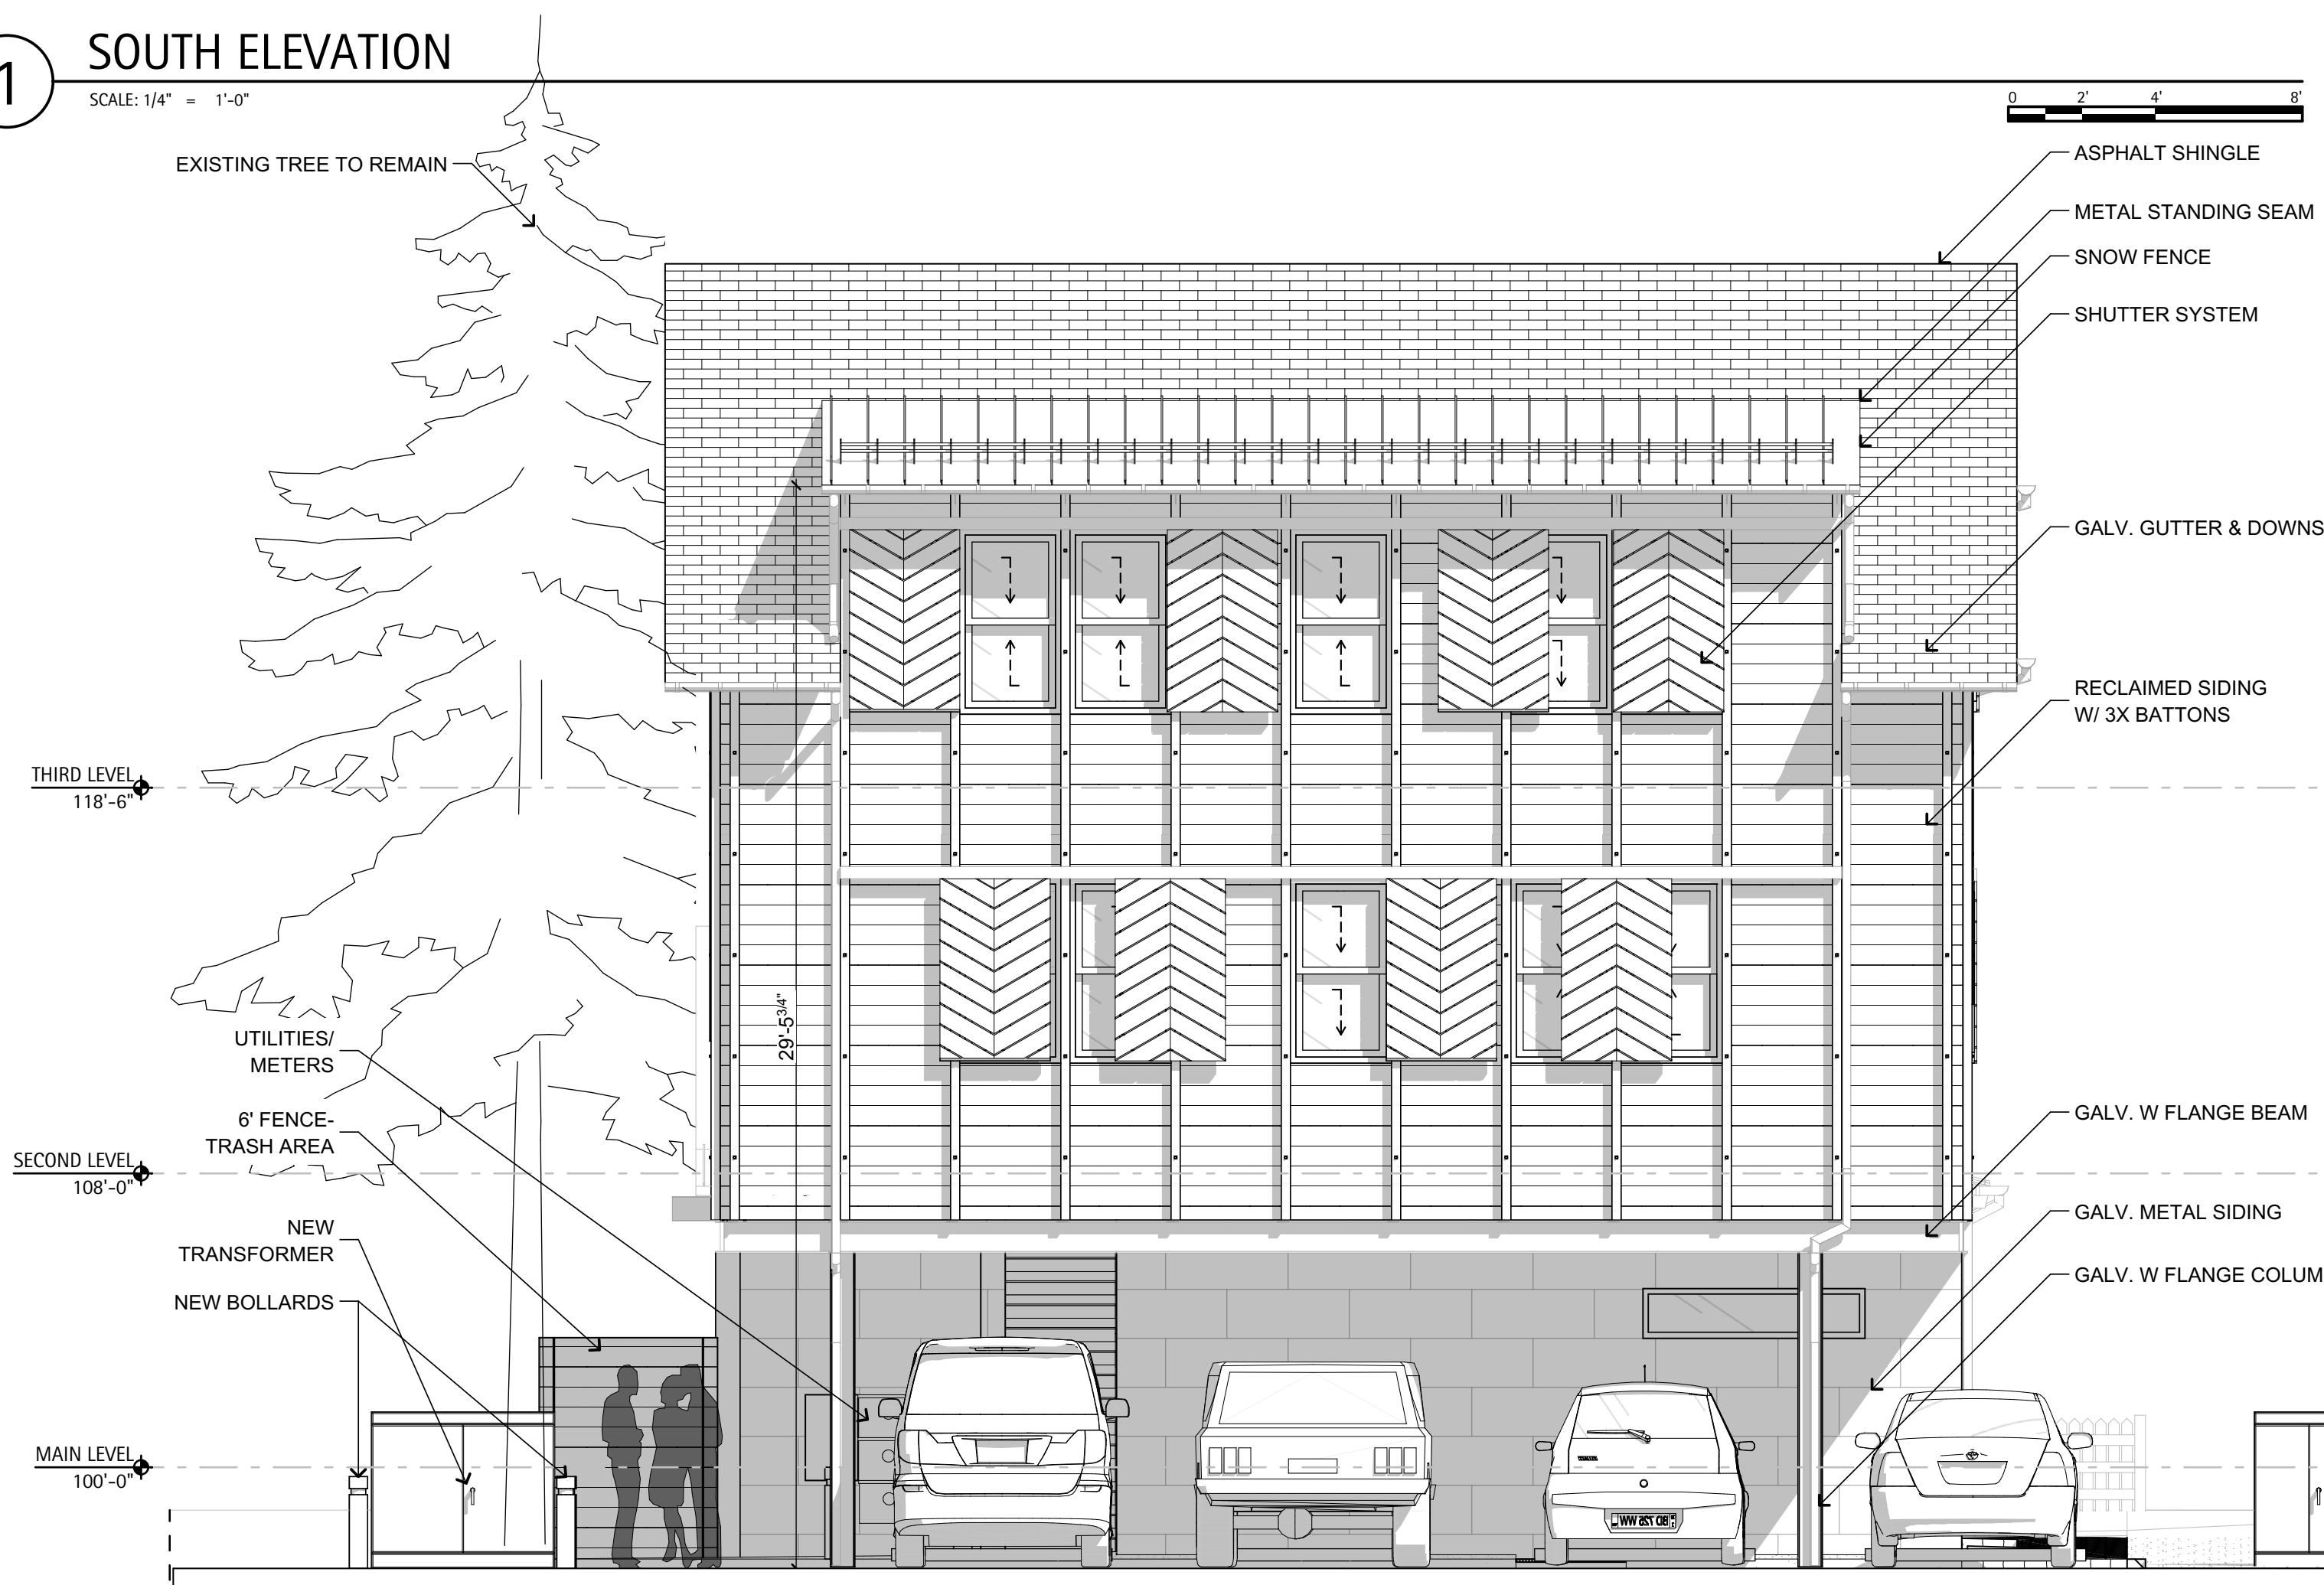 1
SOUTH ELEVATION
SCALE: 1/4" = 1'-0"
0 2' 4' 8'
EXISTING TREE TO REMAIN
ASPHALT SHINGLE
METAL STANDING SEAM
SNOW FENCE
SHUTTER SYSTEM
GALV. GUTTER & DOWNS
RECLAIMED SIDING
W/ 3X BATTONS
THIRD LEVEL
118'-6"
29'-5 3/4"
UTILITIES/
METERS
6' FENCE-
TRASH AREA
GALV. W FLANGE BEAM
SECOND LEVEL
108'-0"
GALV. METAL SIDING
NEW
TRANSFORMER
GALV. W FLANGE COLUM
NEW BOLLARDS
MAIN LEVEL
100'-0"